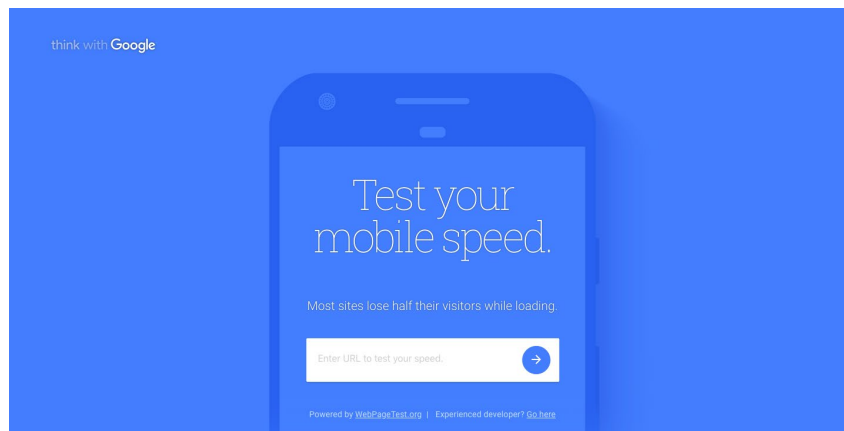 think with Google
Test your
mobile speed.
Most sites lose half their visitors while loading.
Enter URL to test your speed.
Powered by WebPageTest.org | Experienced developer? Go here